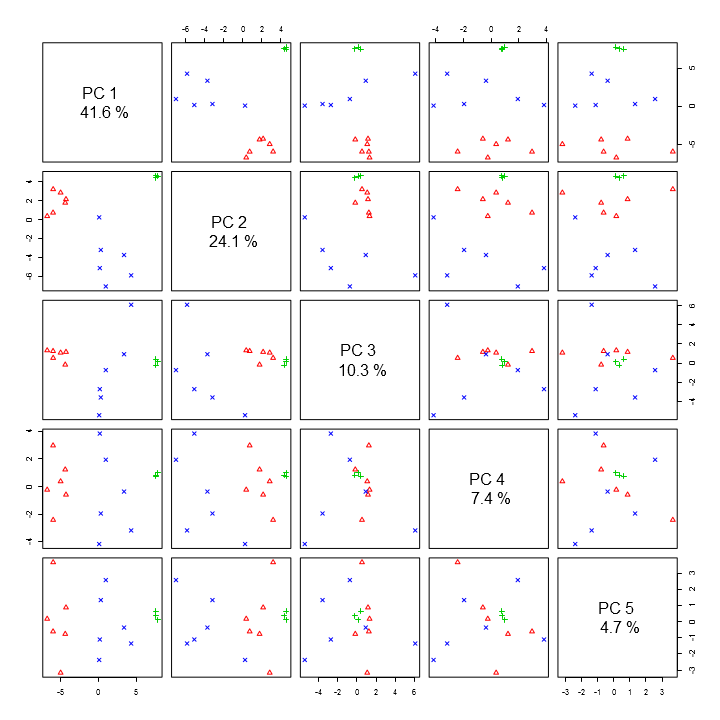 -6 -4 -2 0 2 4
-4 -2 0 2 4
PC 1
41.6 %
-5 0 5
-6 -4 -2 0 2 4
PC 2
24.1 %
PC 3
10.3 %
-4 -2 0 2 4 6
-4 -2 0 2 4
PC 4
7.4 %
PC 5
4.7 %
-3 -2 -1 0 1 2 3
-5 0 5
-4 -2 0 2 4 6
-3 -2 -1 0 1 2 3